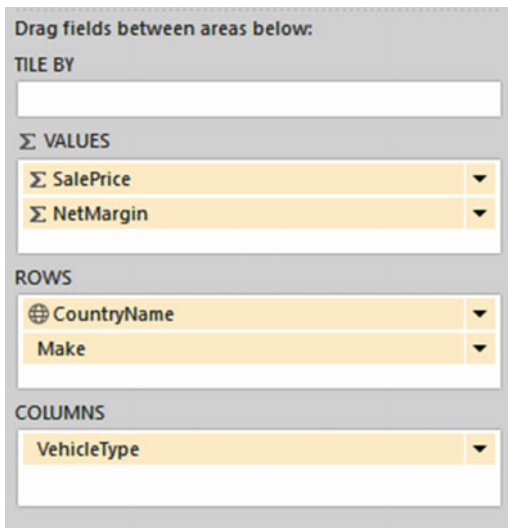 Drag fields between areas below:
TILE BY
Σ VALUES
Σ SalePrice
Σ NetMargin
ROWS
CountryName
Make
COLUMNS
VehicleType